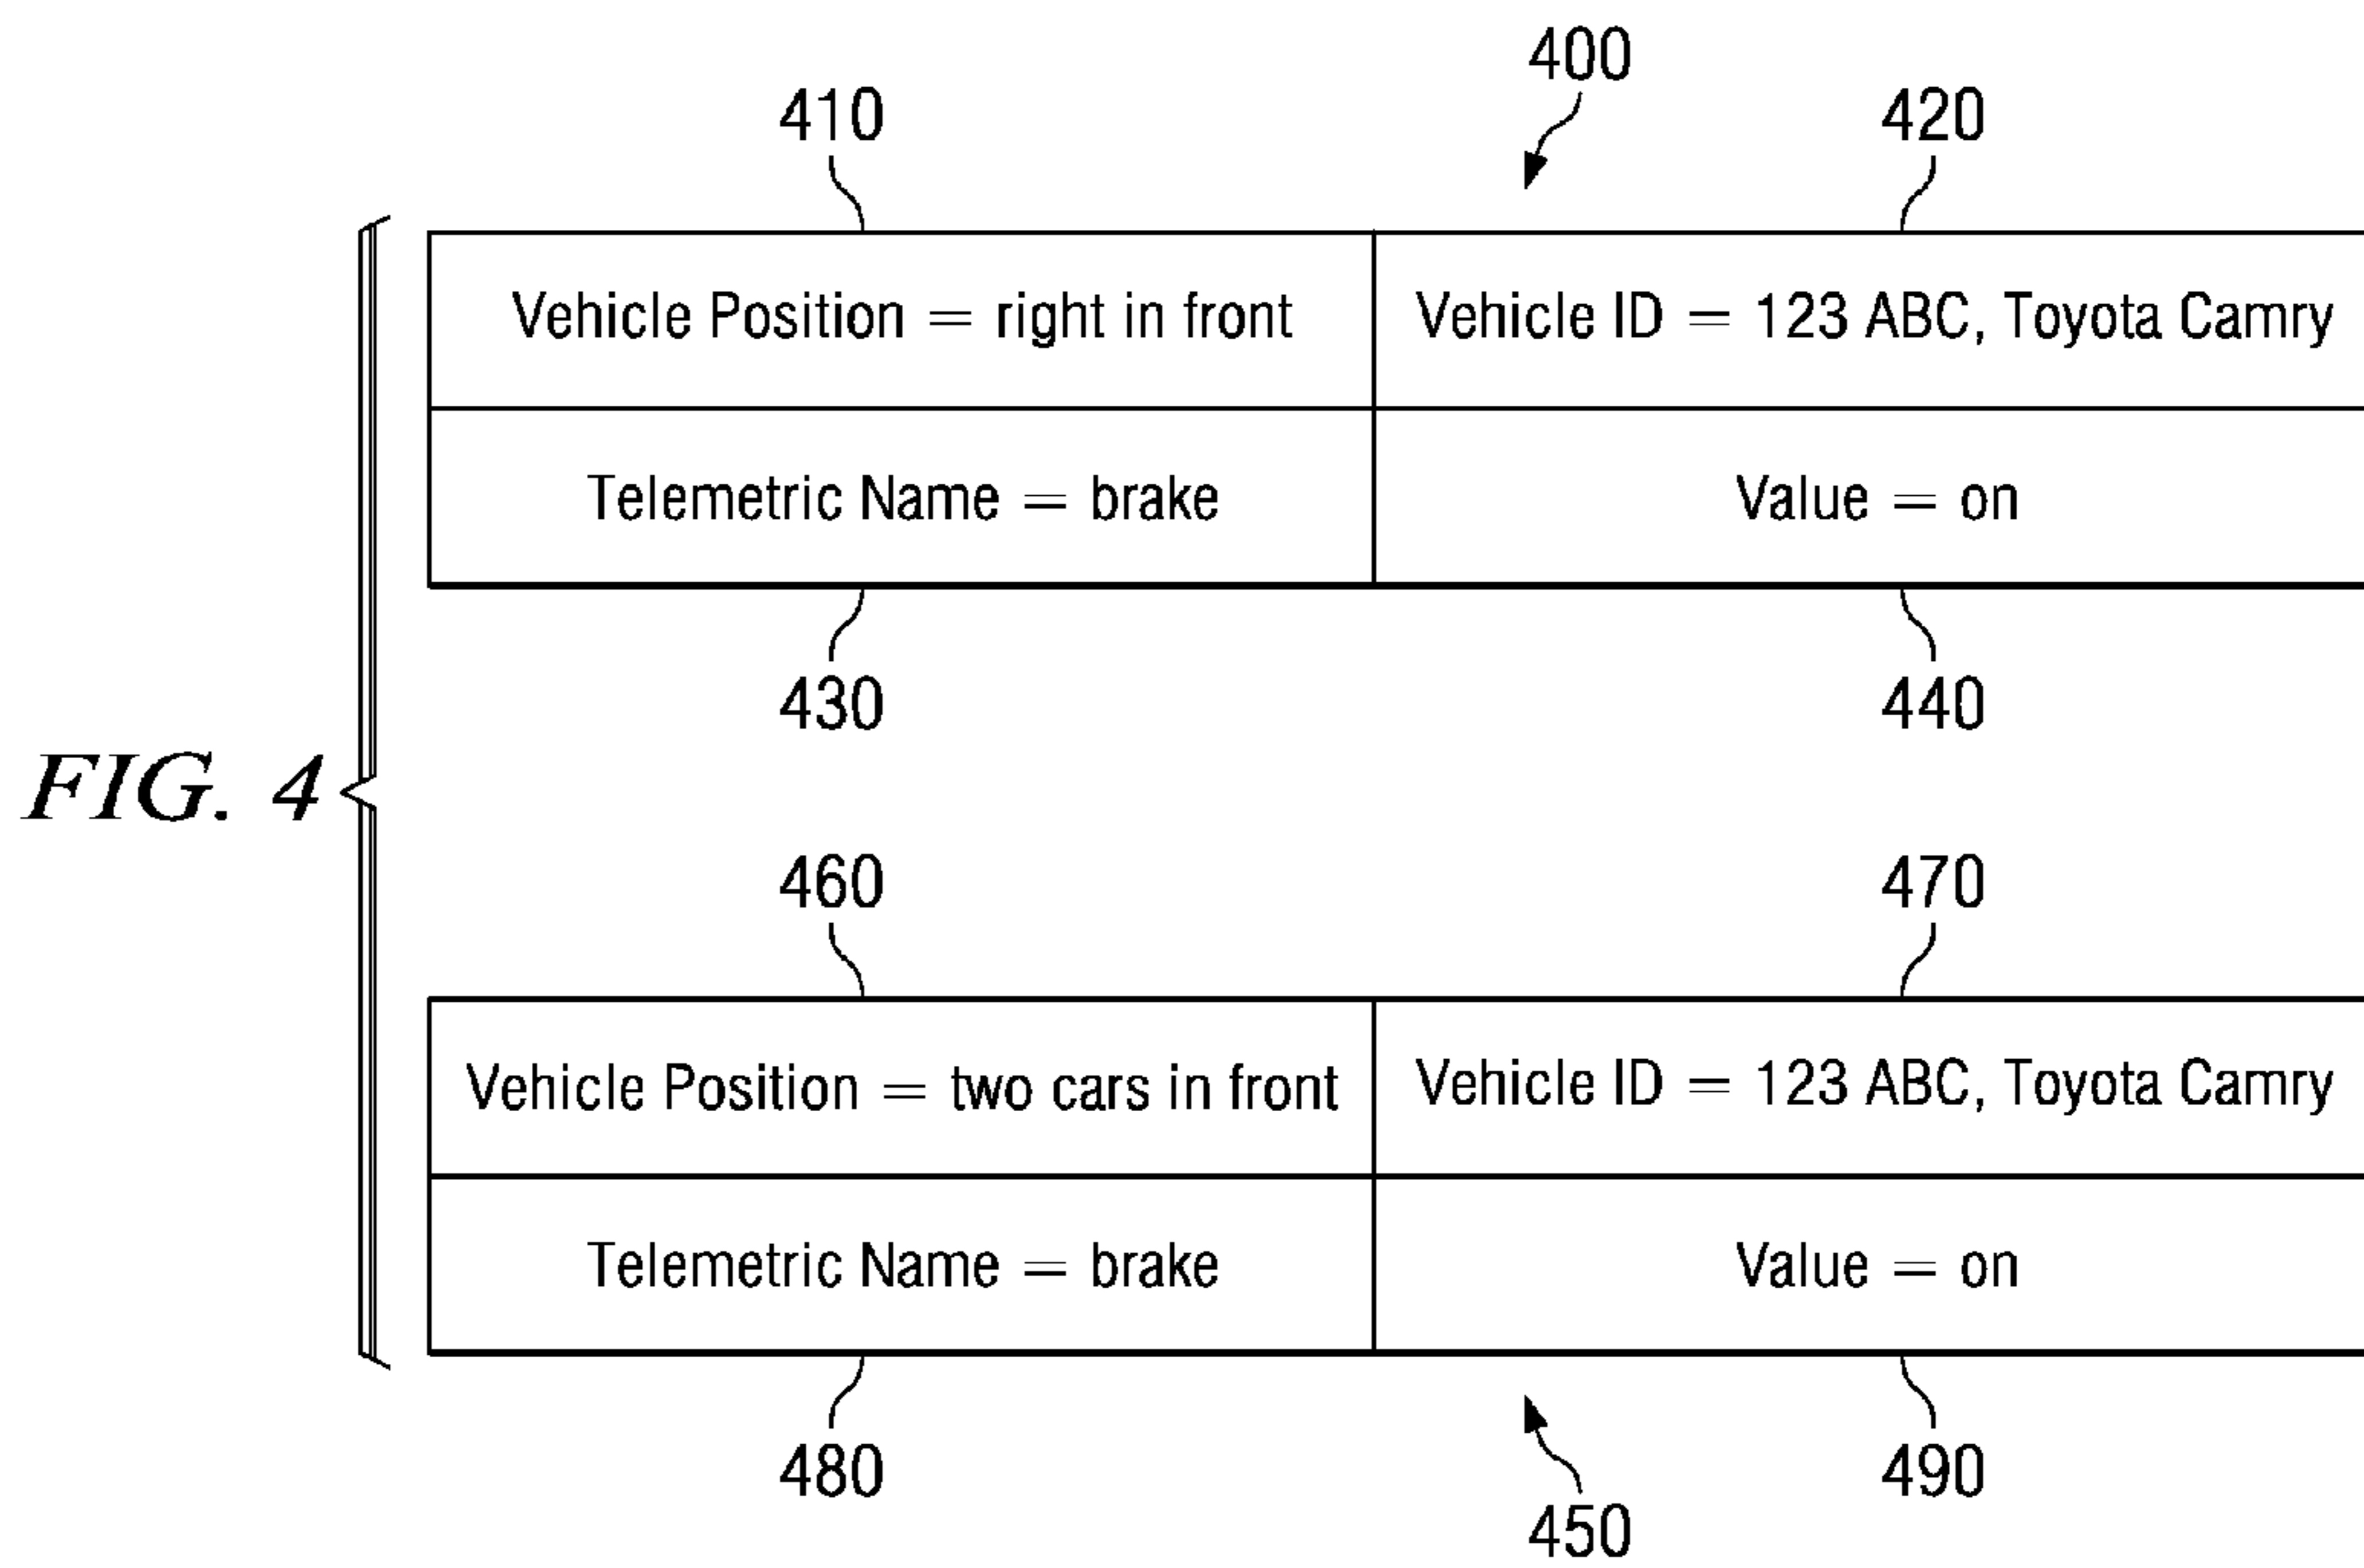 400
410
420
Vehicle Position = right in front
Vehicle ID = 123 ABC, Toyota Camry
Telemetric Name = brake
Value = on
430
440
FIG. 4
460
470
Vehicle Position = two cars in front
Vehicle ID = 123 ABC, Toyota Camry
Telemetric Name = brake
Value = on
480
490
450